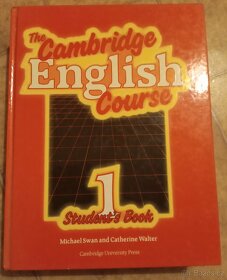 The
Cambridge
English
Course
1
Student's Book
Michael Swan and Catherine Walter
Cambridge University Press